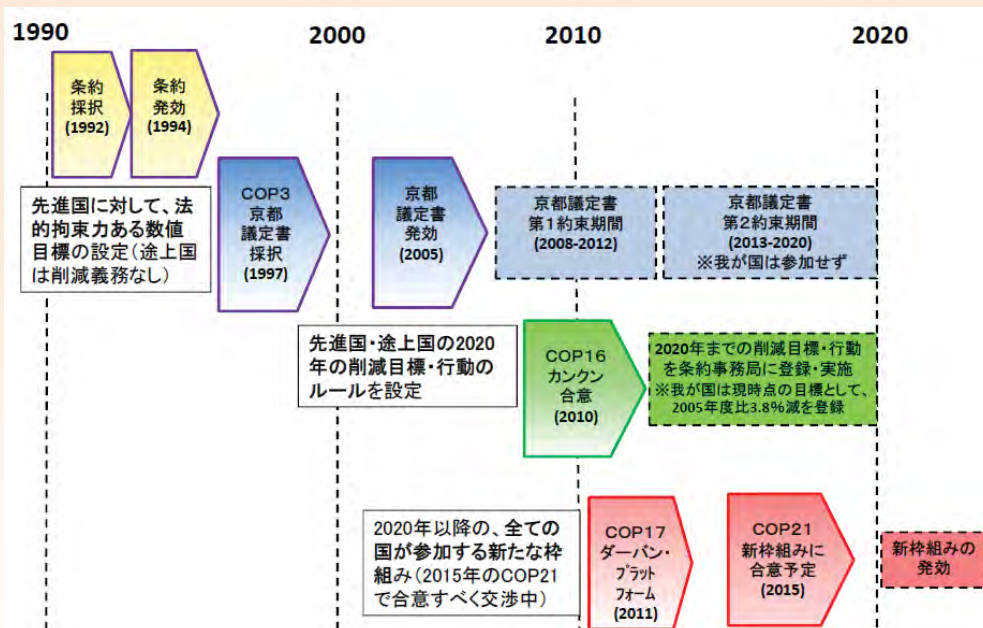 1990
2000
2010
2020
条約
採択
(1992)
条約
発効
(1994)
先進国に対して、法
的拘束力ある数値
目標の設定(途上国
は削減義務なし)
COP3
京都
議定書
採択
(1997)
京都
議定書
発効
(2005)
京都議定書
第1約束期間
(2008-2012)
京都議定書
第2約束期間
(2013-2020)
※我が国は参加せず
先進国・途上国の2020
年の削減目標・行動の
ルールを設定
COP16
カンクン
合意
(2010)
2020年までの削減目標・行動
を条約事務局に登録・実施
※我が国は現時点の目標として、
2005年度比3.8%減を登録
2020年以降の、全ての
国が参加する新たな枠
組み(2015年のCOP21
で合意すべく交渉中)
COP17
ダーバン・
プラット
フォーム
(2011)
COP21
新枠組みに
合意予定
(2015)
新枠組みの
発効